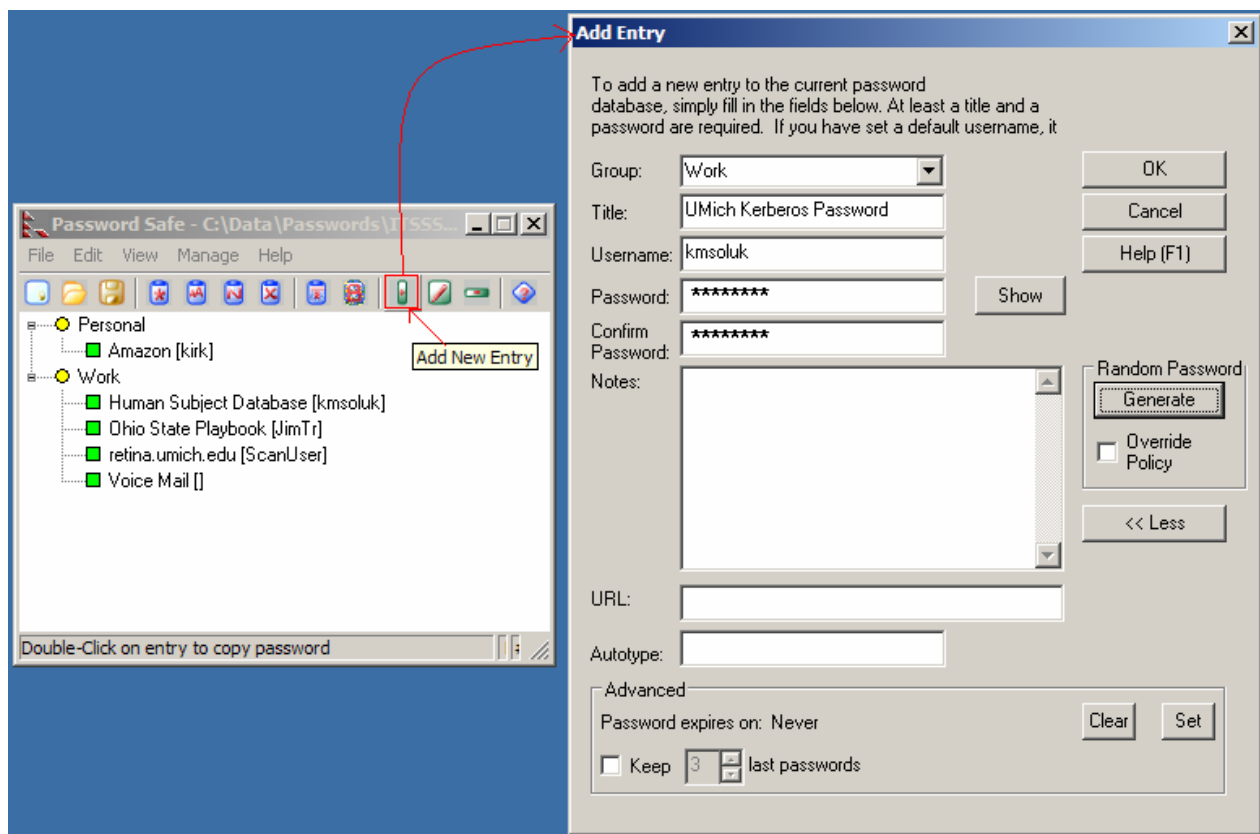 Password Safe - C:\Data\Passwords\ITSSS...
File Edit View Manage Help
Personal
Amazon [kirk]
Add New Entry
Work
Human Subject Database [kmsoluk]
Ohio State Playbook [JimTr]
retina.umich.edu [ScanUser]
Voice Mail []
Double-Click on entry to copy password
Add Entry
To add a new entry to the current password
database, simply fill in the fields below. At least a title and a
password are required. If you have set a default username, it
Group: Work OK
Title: UMich Kerberos Password Cancel
Username: kmsoluk Help (F1)
Password: ******** Show
Confirm
Password: ********
Notes:
Random Password
Generate
Override
Policy
<< Less
URL:
Autotype:
Advanced
Password expires on: Never Clear Set
Keep 3 last passwords